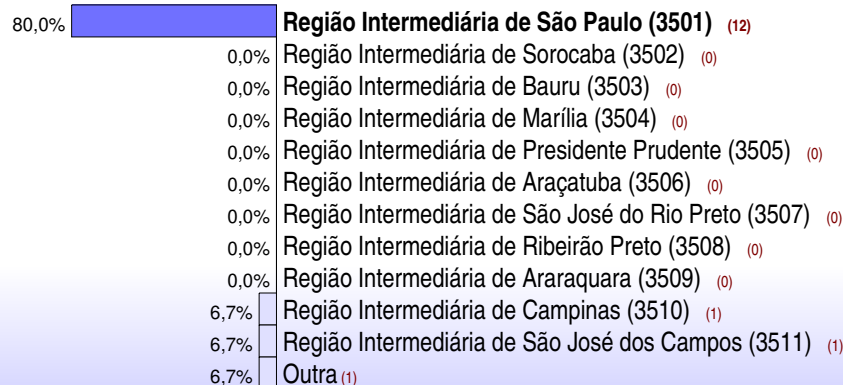 80,0% Região Intermediária de São Paulo (3501) (12)
0,0% Região Intermediária de Sorocaba (3502) (0)
0,0% Região Intermediária de Bauru (3503) (0)
0,0% Região Intermediária de Marília (3504) (0)
0,0% Região Intermediária de Presidente Prudente (3505) (0)
0,0% Região Intermediária de Araçatuba (3506) (0)
0,0% Região Intermediária de São José do Rio Preto (3507) (0)
0,0% Região Intermediária de Ribeirão Preto (3508) (0)
0,0% Região Intermediária de Araraquara (3509) (0)
6,7% Região Intermediária de Campinas (3510) (1)
6,7% Região Intermediária de São José dos Campos (3511) (1)
6,7% Outra (1)